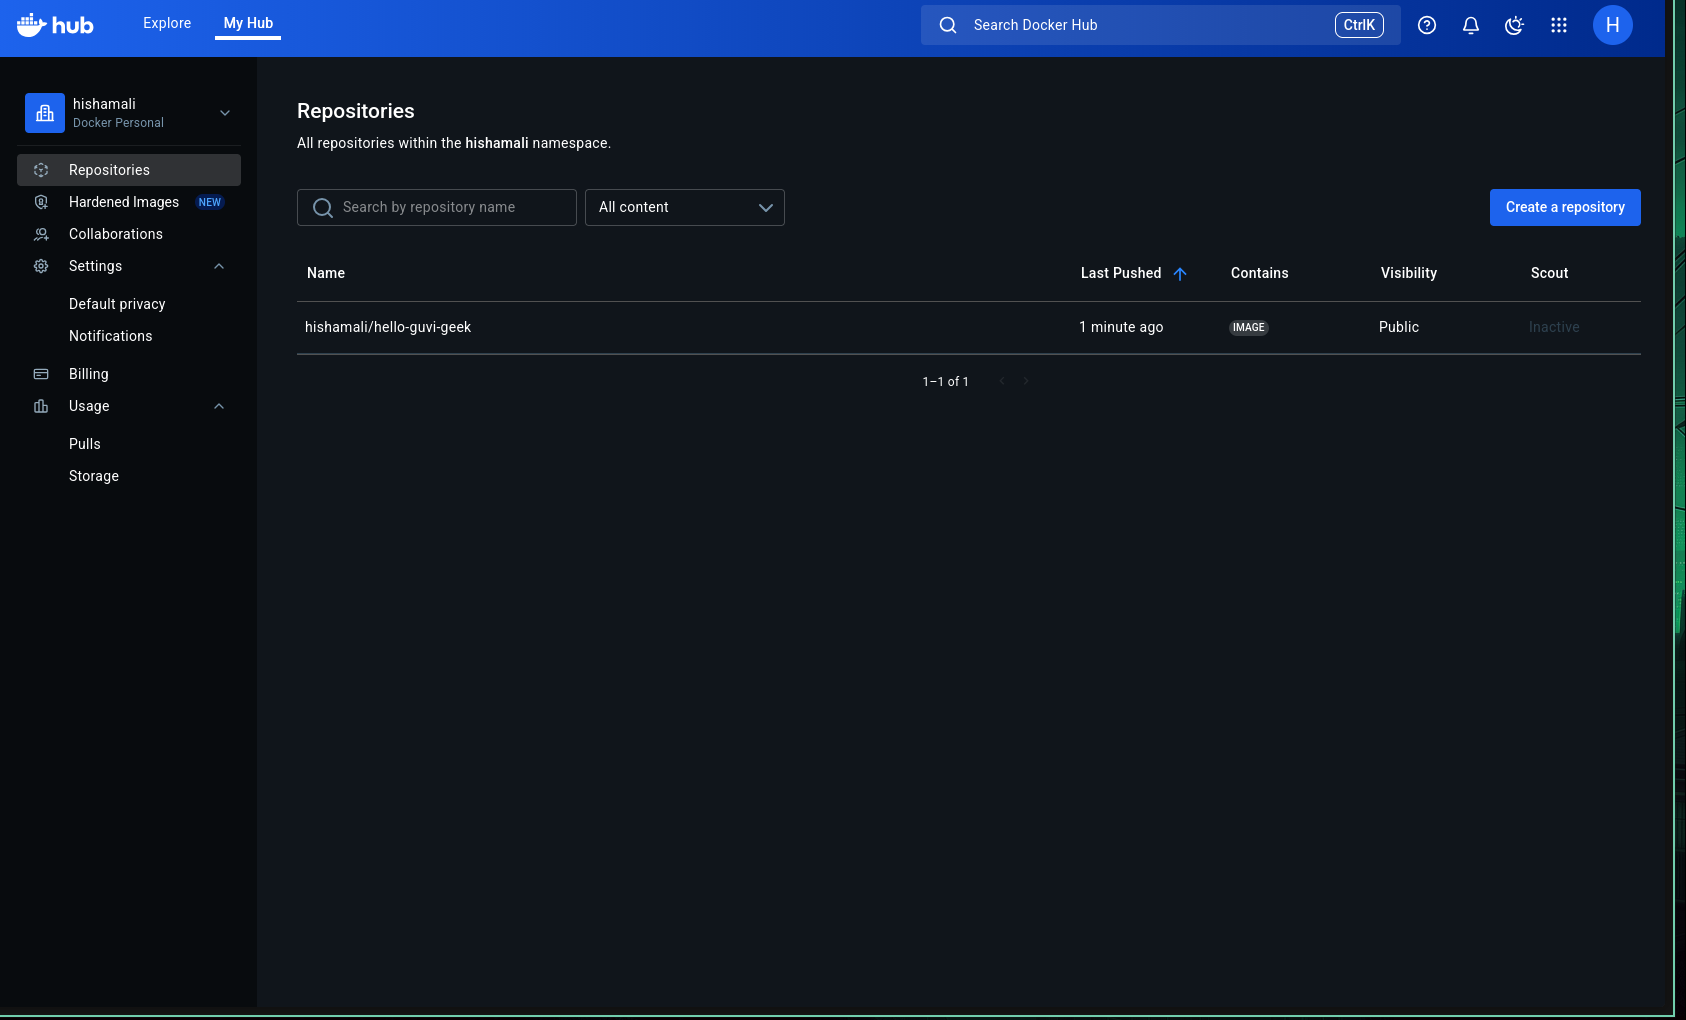 hub
Explore
My Hub
Search Docker Hub
CtrlK
H
hishamali
Docker Personal
Repositories
Hardened Images NEW
Collaborations
Settings
Default privacy
Notifications
Billing
Usage
Pulls
Storage
Repositories
All repositories within the hishamali namespace.
Search by repository name
All content
Create a repository
Name Last Pushed Contains Visibility Scout
hishamali/hello-guvi-geek 1 minute ago IMAGE Public Inactive
1–1 of 1